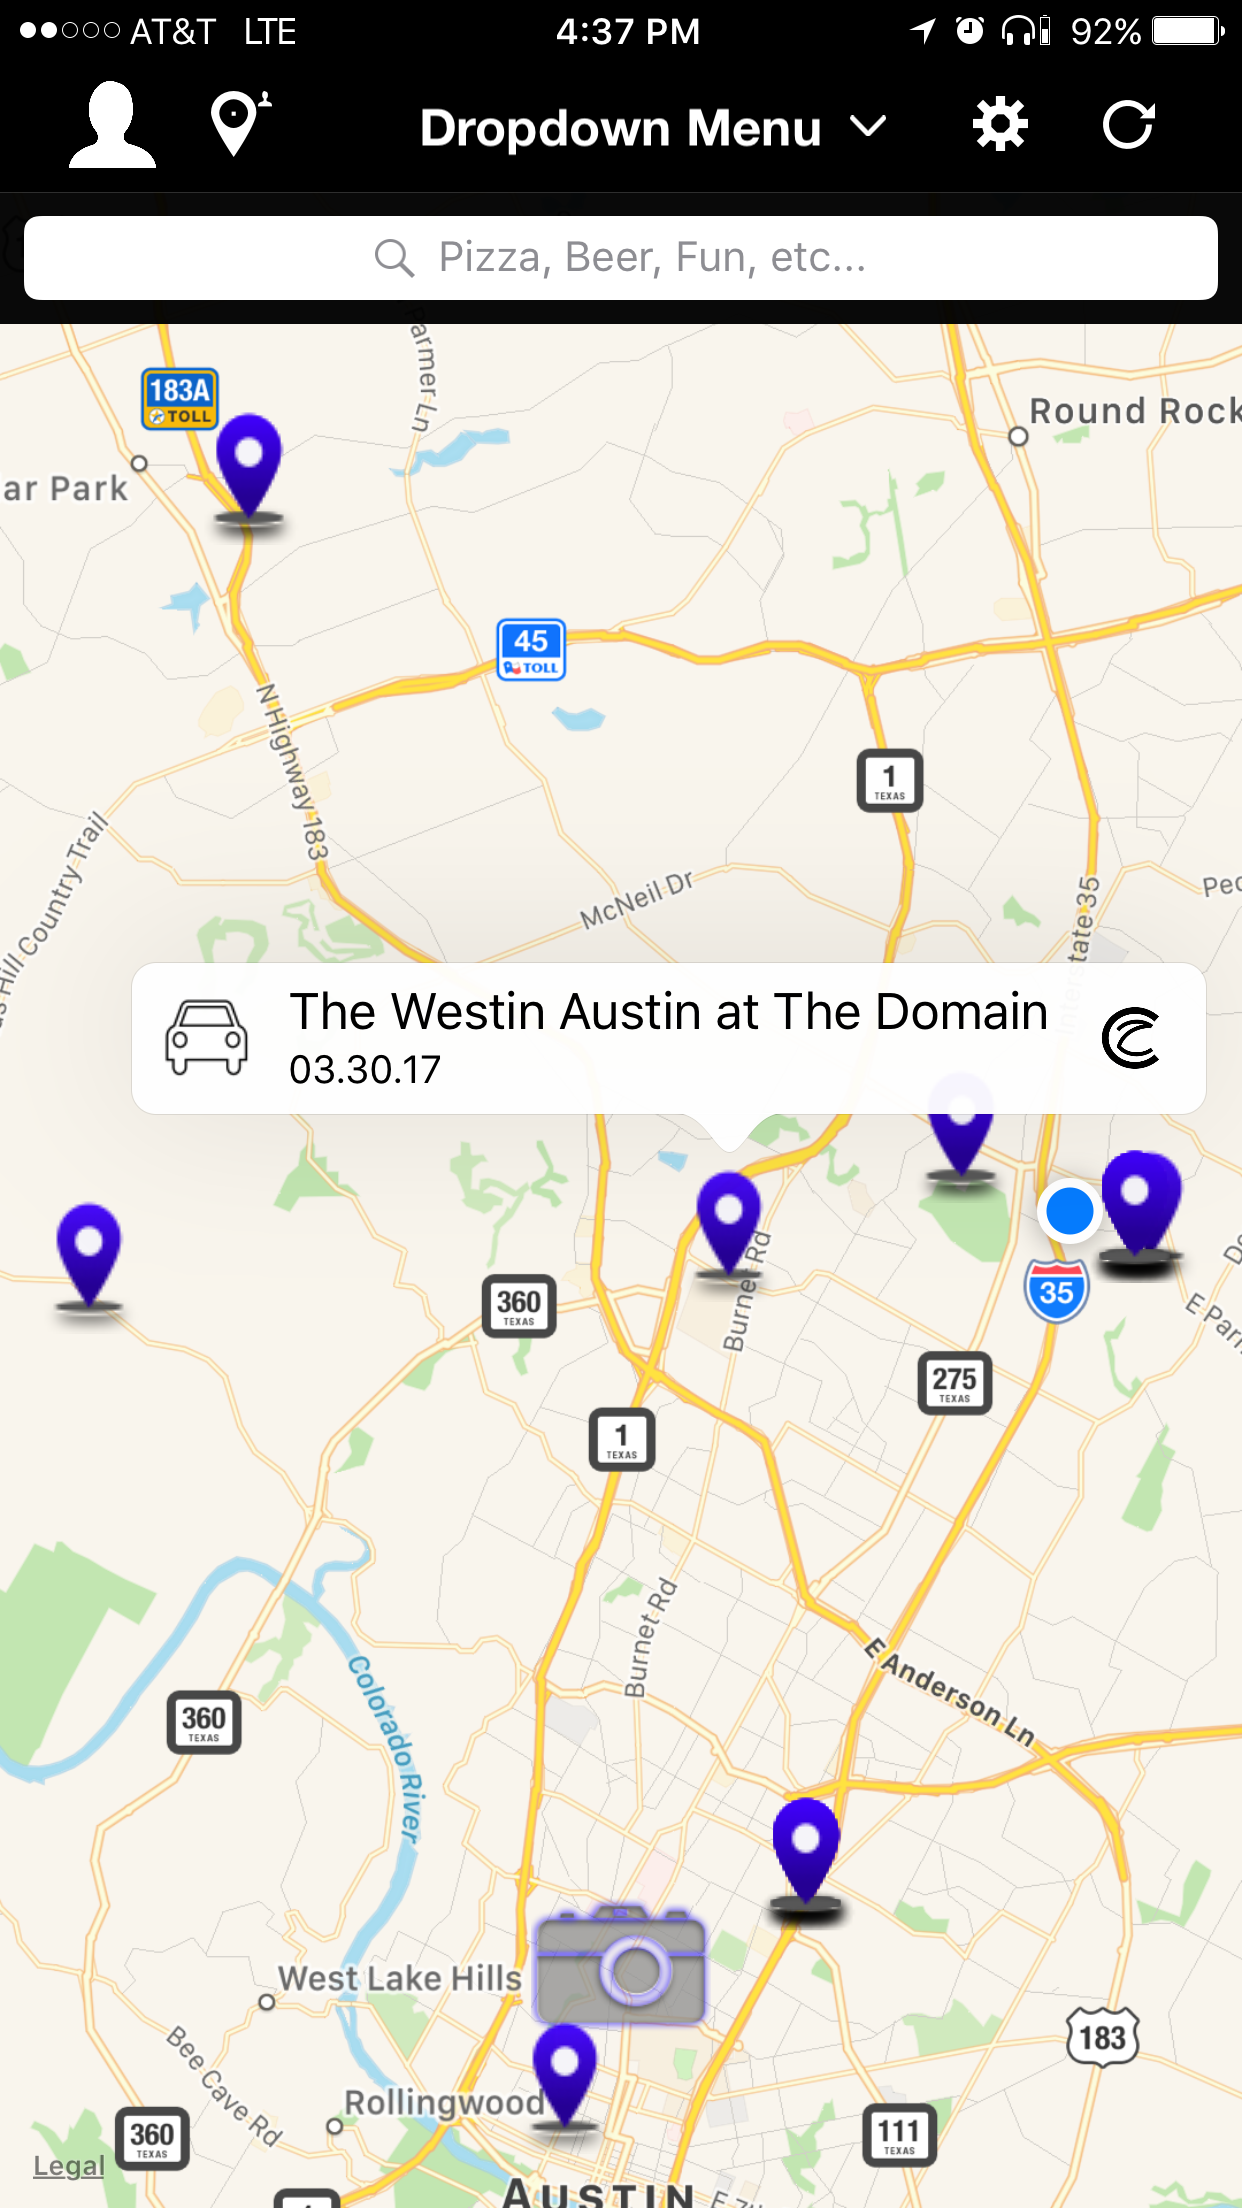 AT&T LTE 4:37 PM 92%
Dropdown Menu
Pizza, Beer, Fun, etc...
Parmer Ln
183A
TOLL
Round Rock
ar Park
45
TOLL
N Highway 183
1
TEXAS
Hill Country Trail
McNeil Dr
Interstate 35
The Westin Austin at The Domain
03.30.17
Burnet Rd
360
TEXAS
35
275
TEXAS
1
TEXAS
Burnet Rd
E Anderson Ln
Colorado River
360
TEXAS
West Lake Hills
183
Bee Cave Rd
Rollingwood
360
TEXAS
111
TEXAS
Legal
AUSTIN